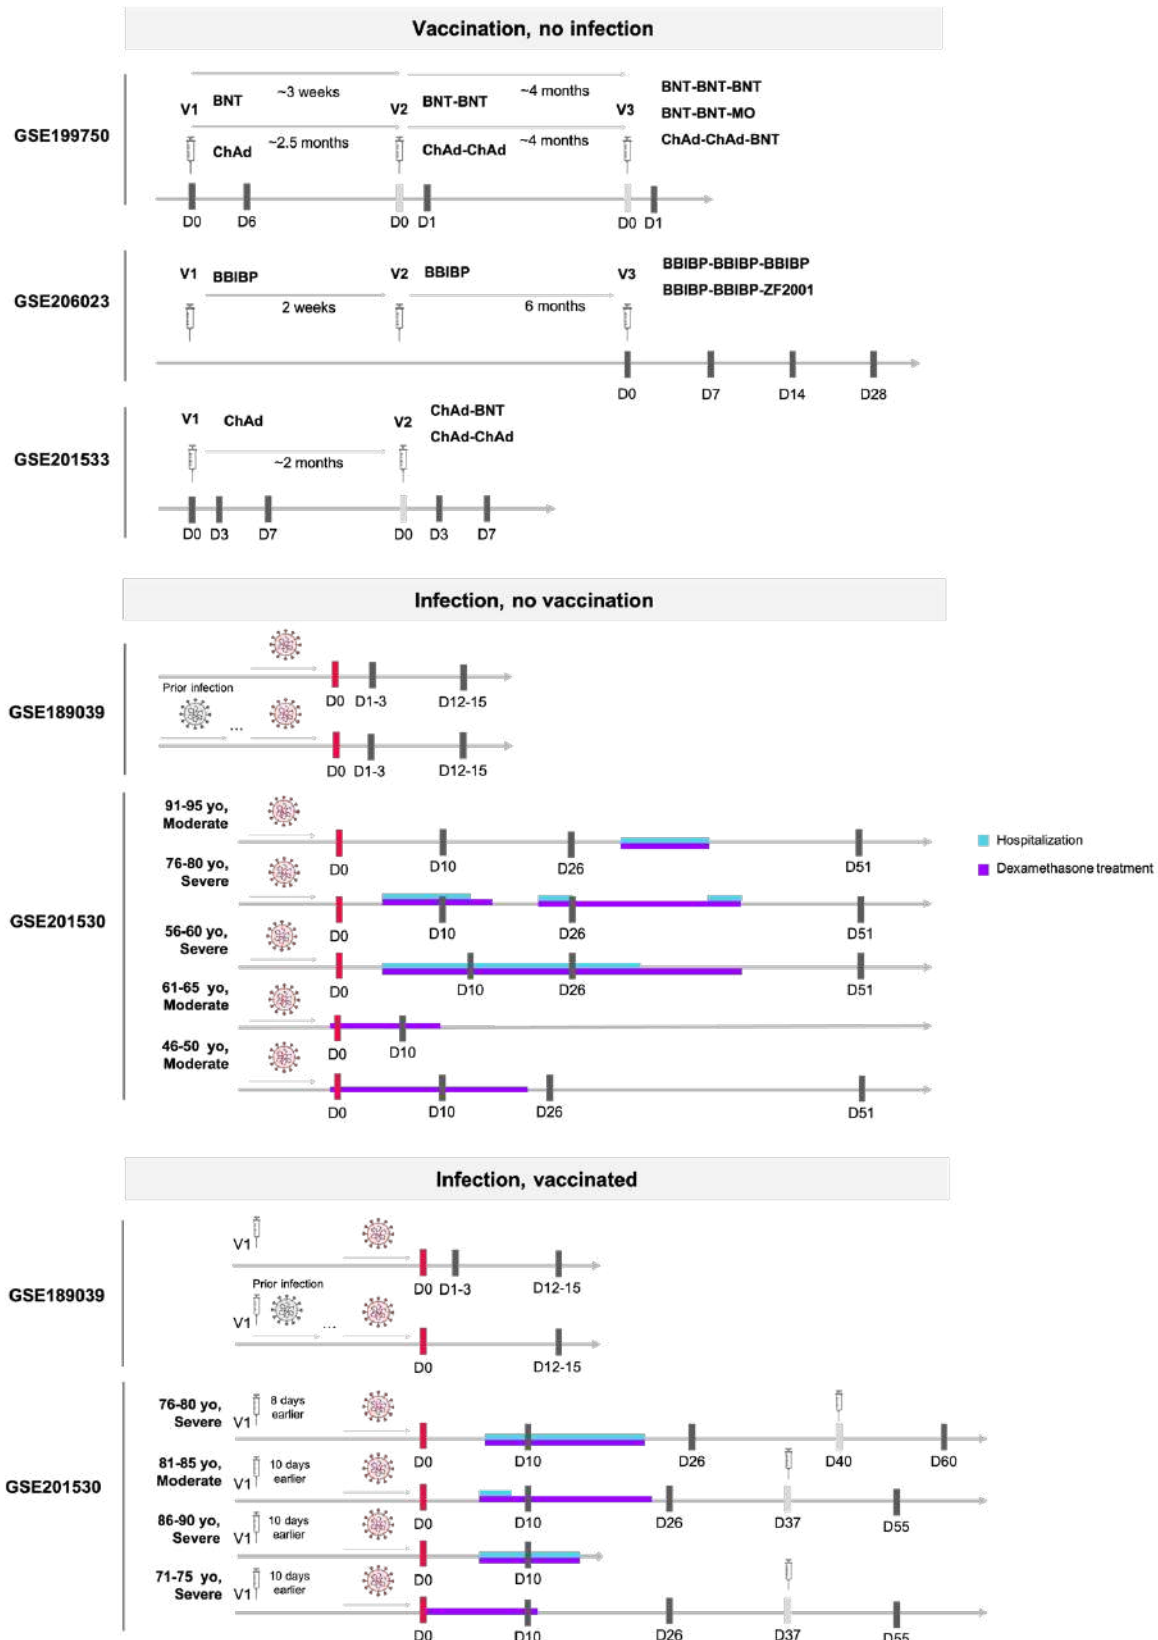 Vaccination, no infection
GSE199750
V1 BNT ~3 weeks V2 BNT-BNT ~4 months V3
BNT-BNT-BNT
BNT-BNT-MO
ChAd-ChAd-BNT
ChAd ~2.5 months ChAd-ChAd ~4 months
D0 D6 D0 D1 D0 D1
GSE206023
V1 BBIBP V2 BBIBP V3
BBIBP-BBIBP-BBIBP
BBIBP-BBIBP-ZF2001
2 weeks 6 months
D0 D7 D14 D28
GSE201533
V1 ChAd V2
ChAd-BNT
ChAd-ChAd
~2 months
D0 D3 D7 D0 D3 D7
Infection, no vaccination
GSE189039
D0 D1-3 D12-15
Prior infection
...
D0 D1-3 D12-15
GSE201530
91-95 yo,
Moderate
D0 D10 D26 D51
76-80 yo,
Severe
D0 D10 D26 D51
56-60 yo,
Severe
D0 D10 D26 D51
61-65 yo,
Moderate
D0 D10
46-50 yo,
Moderate
D0 D10 D26 D51
Hospitalization
Dexamethasone treatment
Infection, vaccinated
GSE189039
V1
D0 D1-3 D12-15
Prior infection
V1 ...
D0 D12-15
GSE201530
76-80 yo,
Severe
V1 8 days
earlier
D0 D10 D26 D40 D60
81-85 yo,
Moderate
V1 10 days
earlier
D0 D10 D26 D37 D55
86-90 yo,
Severe
V1 10 days
earlier
D0 D10
71-75 yo,
Severe
V1 10 days
earlier
D0 D10 D26 D37 D55